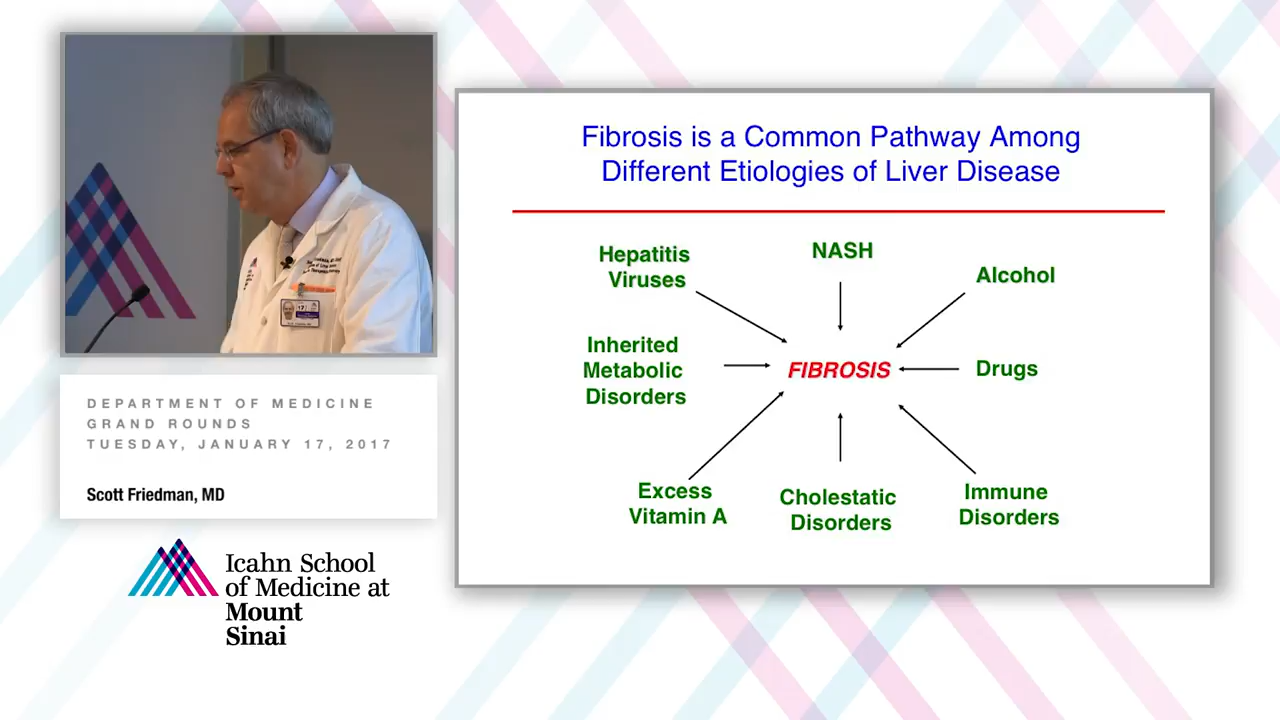 Fibrosis is a Common Pathway Among
Different Etiologies of Liver Disease
Hepatitis
Viruses
NASH
Alcohol
Inherited
Metabolic
Disorders
FIBROSIS
Drugs
Excess
Vitamin A
Cholestatic
Disorders
Immune
Disorders
17
DEPARTMENT OF MEDICINE
GRAND ROUNDS
TUESDAY, JANUARY 17, 2017
Scott Friedman, MD
Icahn School
of Medicine at
Mount
Sinai